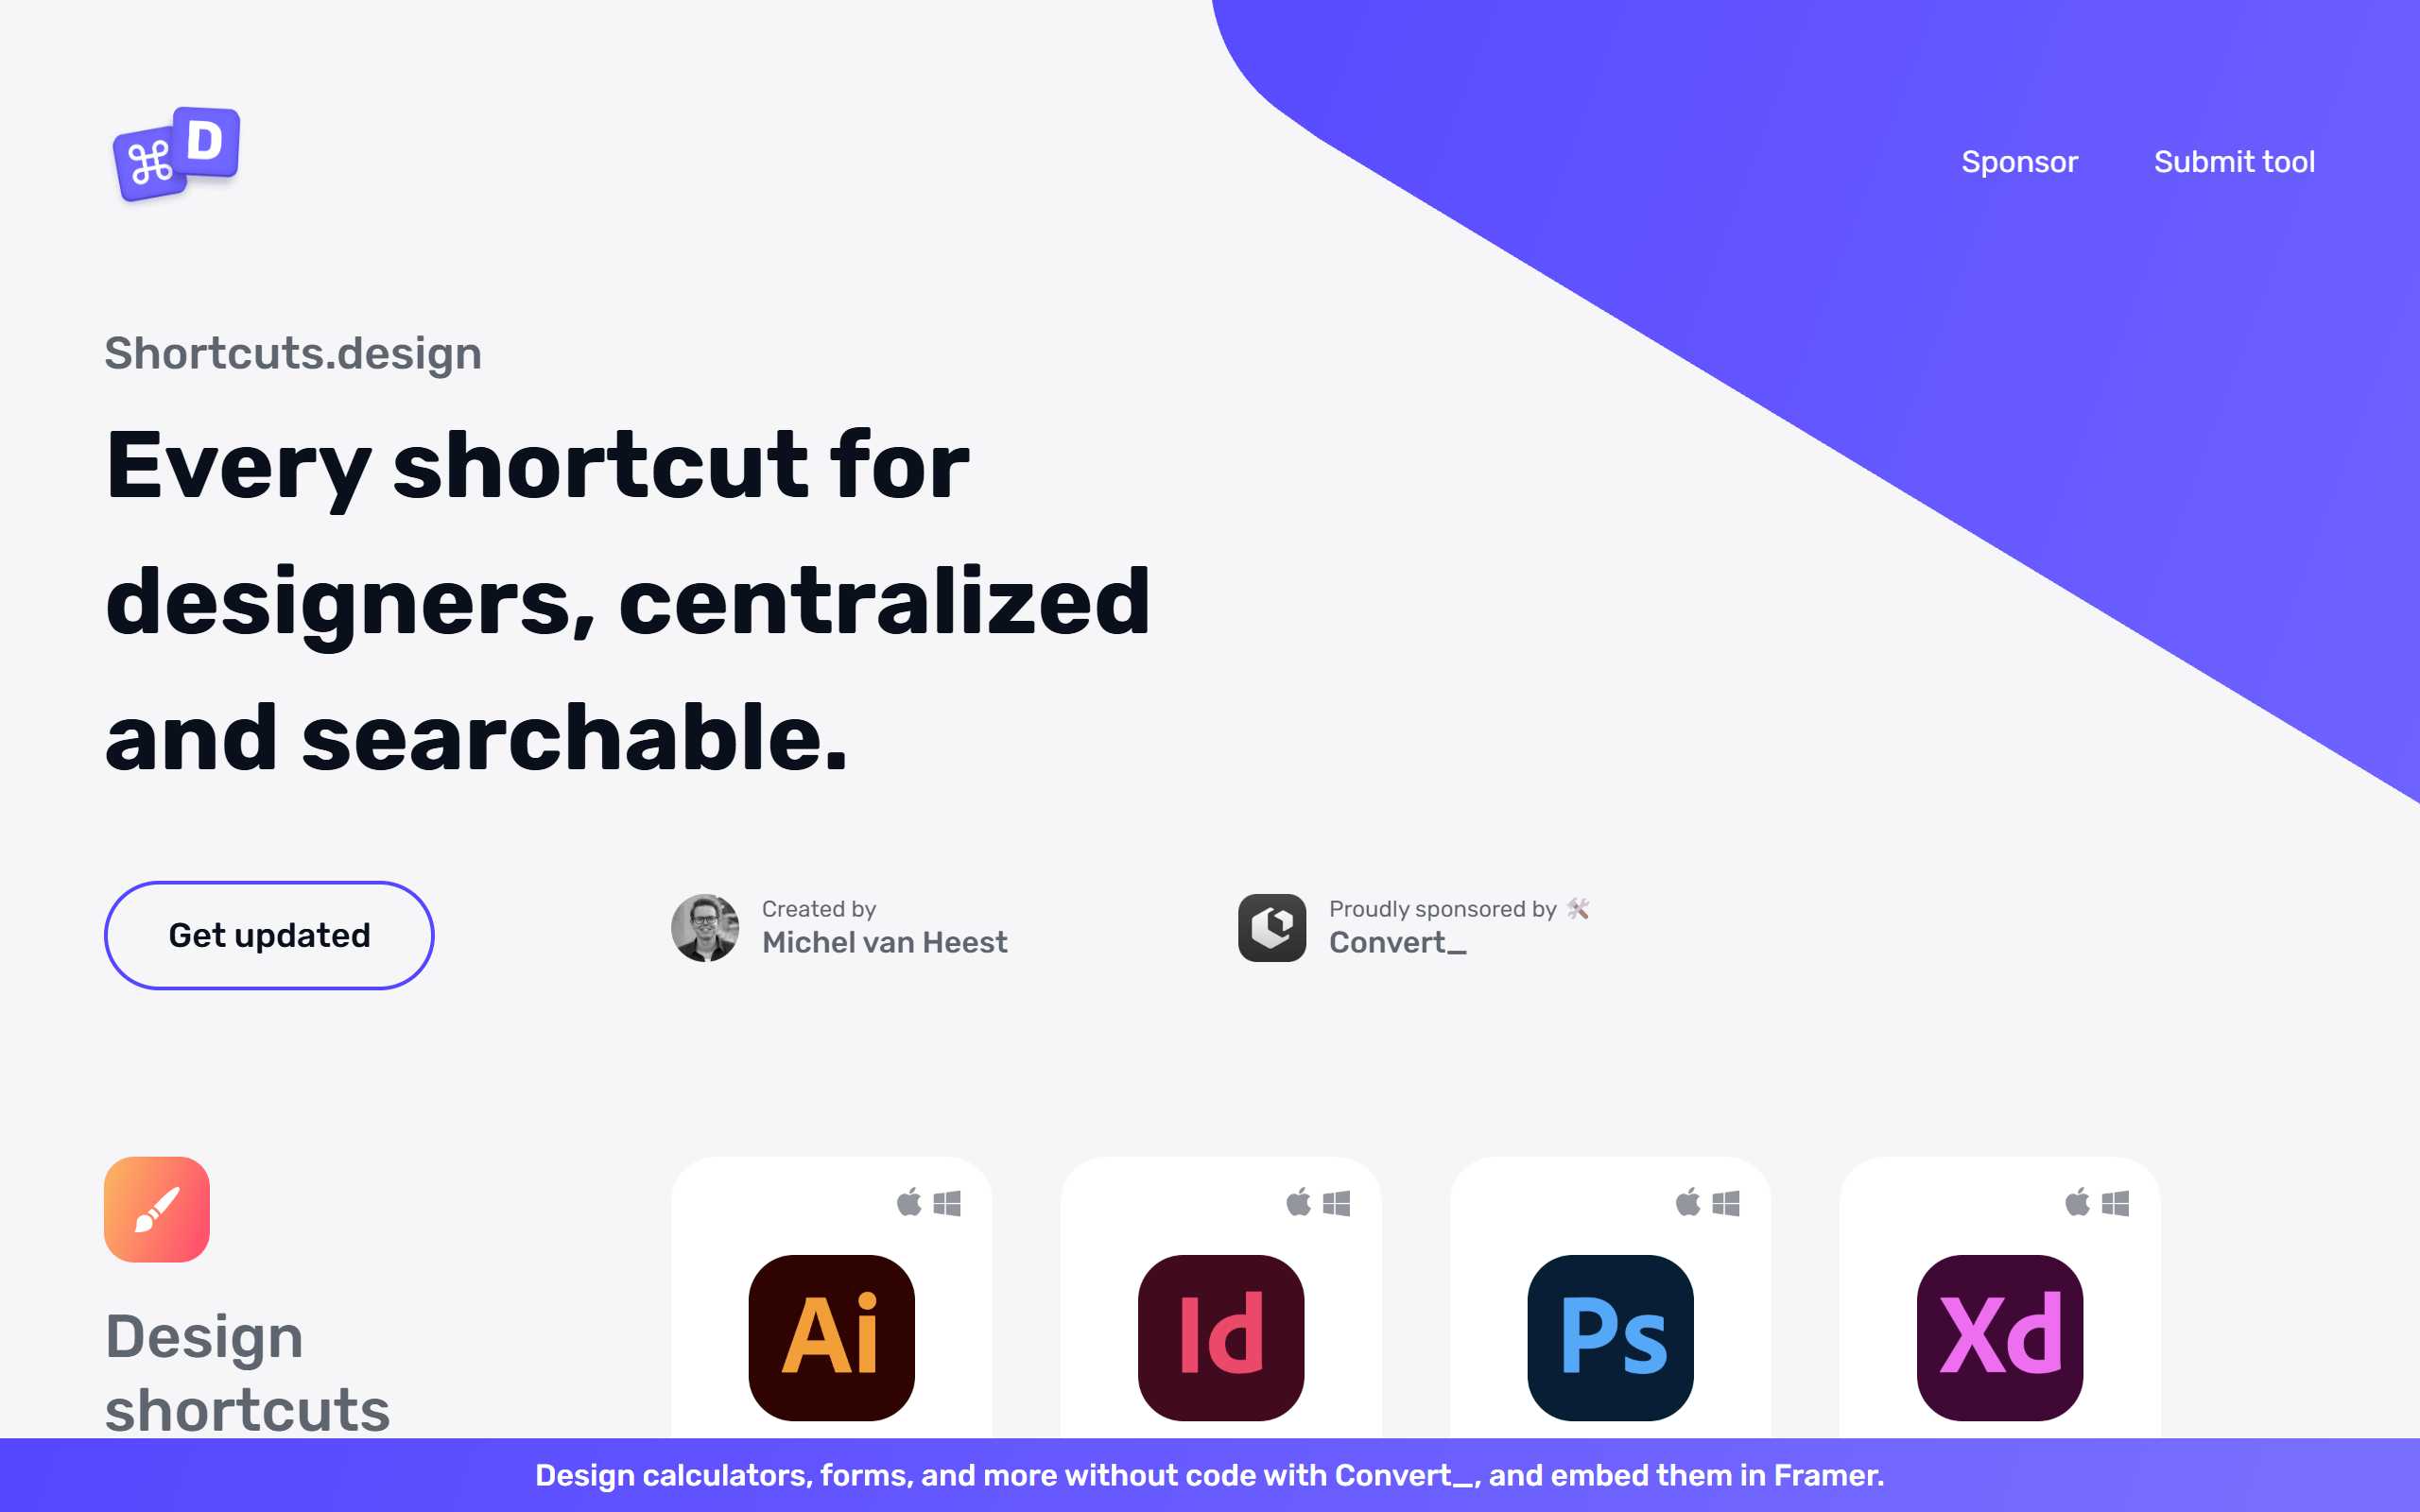 ⌘ D
Sponsor
Submit tool
Shortcuts.design
Every shortcut for
designers, centralized
and searchable.
Get updated
Created by
Michel van Heest
Proudly sponsored by 🛠️
Convert_
Design
shortcuts
Ai
Id
Ps
Xd
Design calculators, forms, and more without code with Convert_, and embed them in Framer.